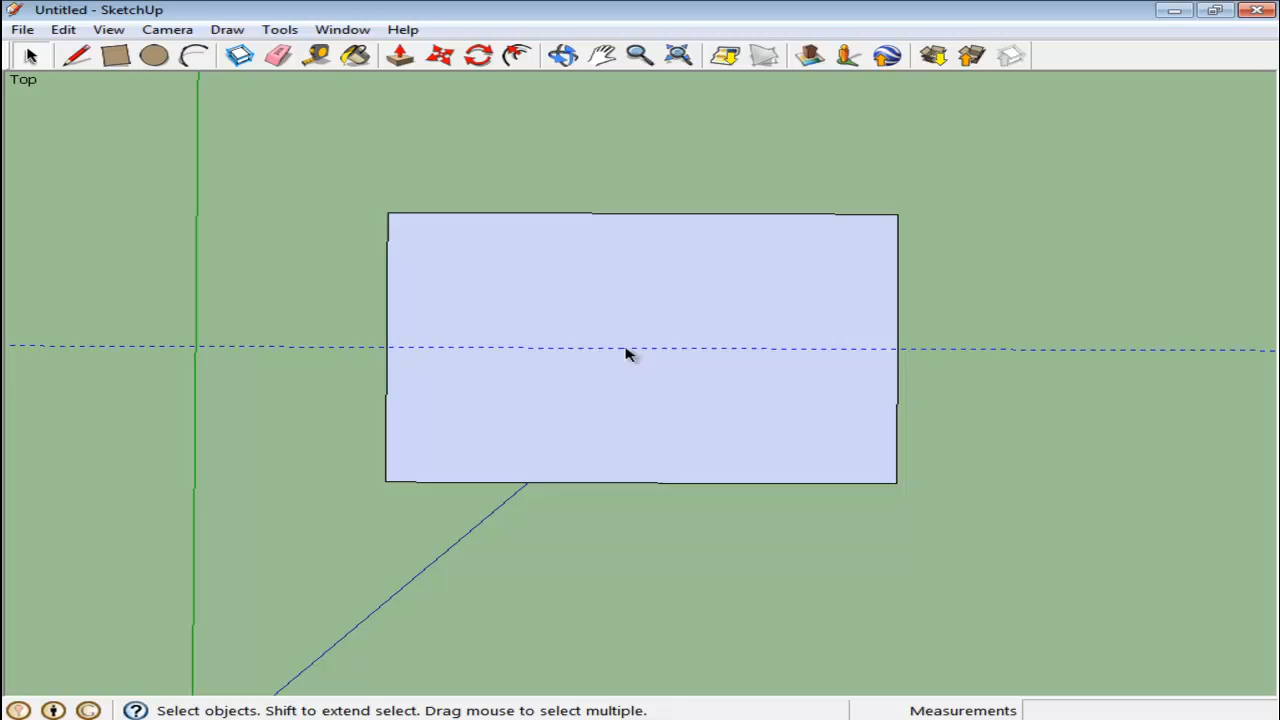 Untitled - SketchUp
File Edit View Camera Draw Tools Window Help
Top
Select objects. Shift to extend select. Drag mouse to select multiple. Measurements